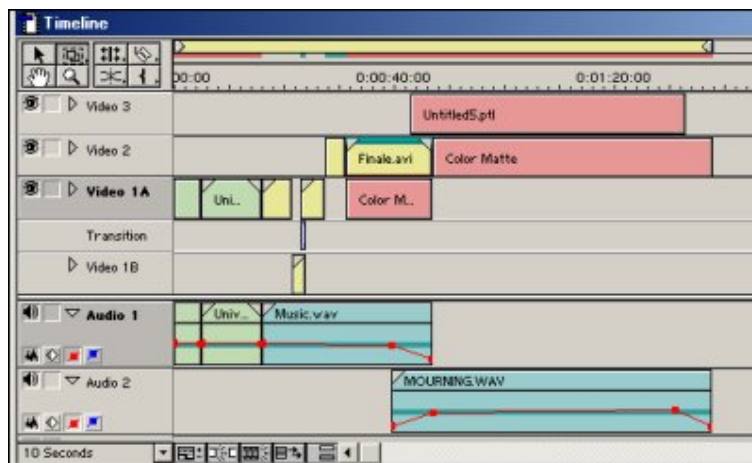 Timeline
00:00 0:00:40:00 0:01:20:00
Video 3
Untitled5.ptl
Video 2
Finale.avi
Color Matte
Video 1A
Uni...
Color M...
Transition
Video 1B
Audio 1
Univ...
Music.wav
Audio 2
MOURNING.WAV
10 Seconds